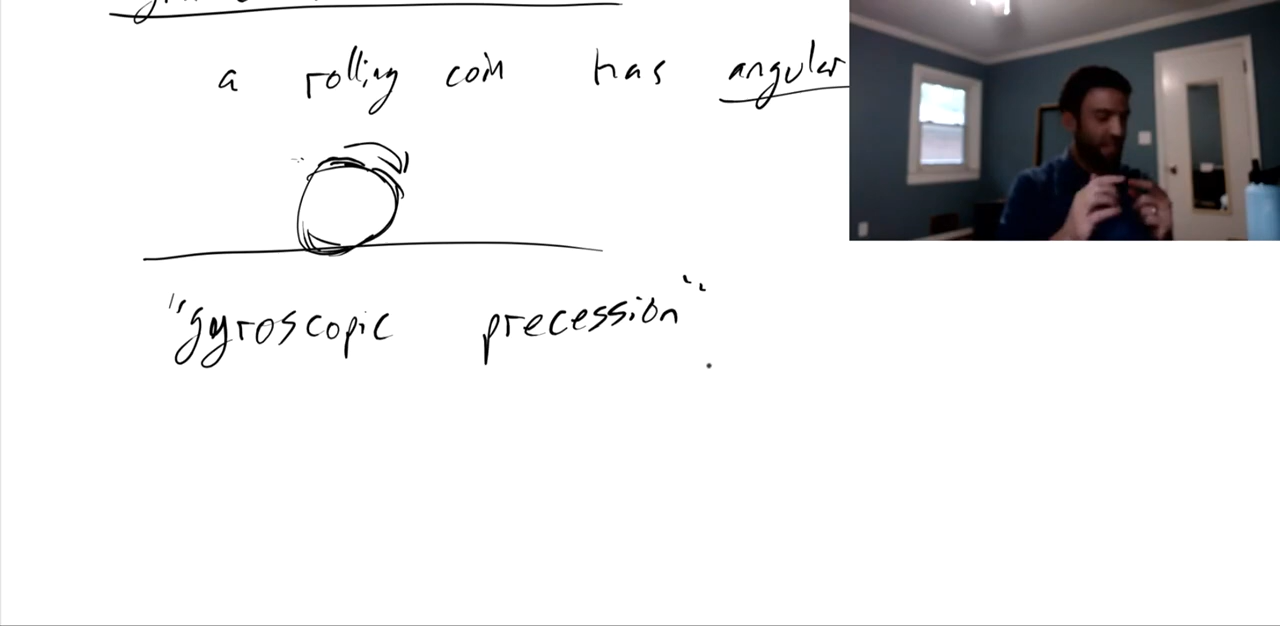 a rolling coin has angular
"gyroscopic precession"